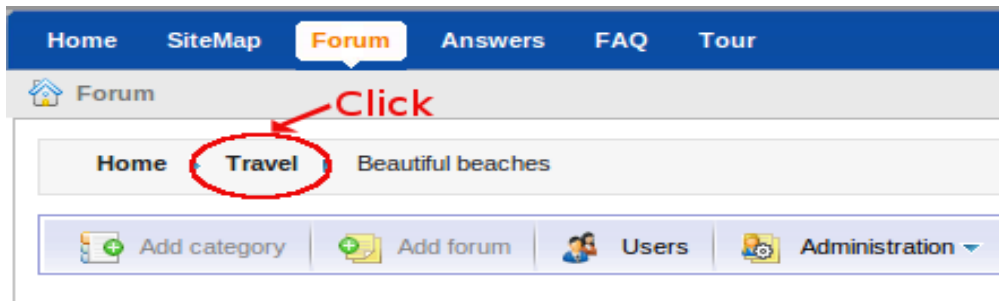 Home SiteMap Forum Answers FAQ Tour
Forum
Click
Home Travel Beautiful beaches
Add category Add forum Users Administration